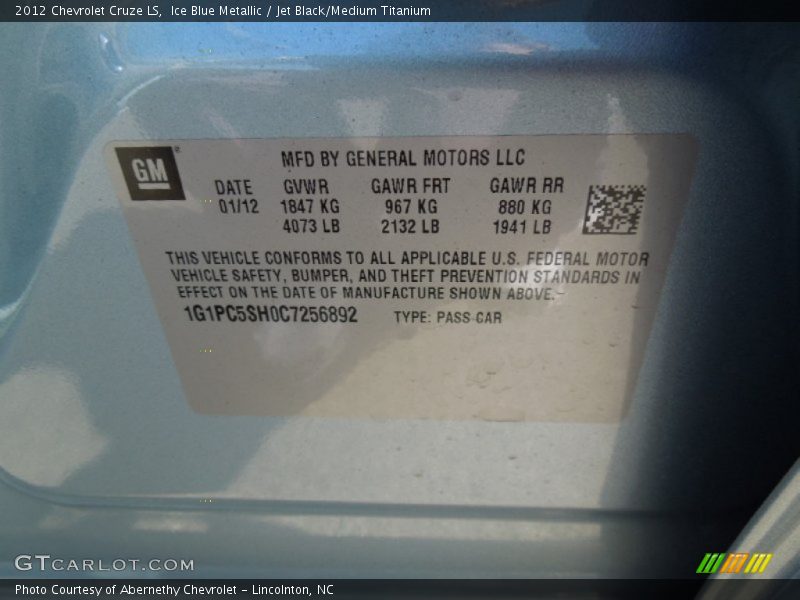 2012 Chevrolet Cruze LS,  Ice Blue Metallic / Jet Black/Medium Titanium
GM®
MFD BY GENERAL MOTORS LLC
DATE GVWR GAWR FRT GAWR RR
01/12 1847 KG 967 KG 880 KG
4073 LB 2132 LB 1941 LB
THIS VEHICLE CONFORMS TO ALL APPLICABLE U.S. FEDERAL MOTOR
VEHICLE SAFETY, BUMPER, AND THEFT PREVENTION STANDARDS IN
EFFECT ON THE DATE OF MANUFACTURE SHOWN ABOVE.
1G1PC5SH0C7256892 TYPE: PASS CAR
GTCARLOT.COM
Photo Courtesy of Abernethy Chevrolet – Lincolnton, NC